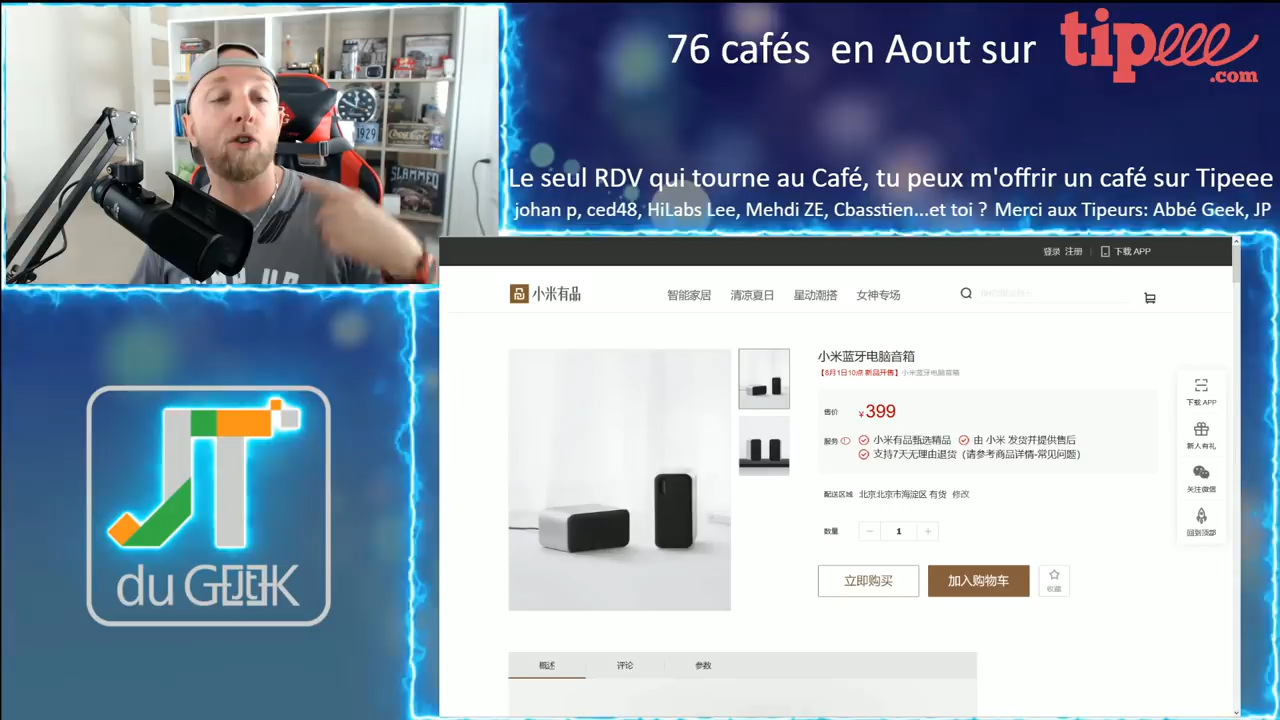 76 cafés en Aout sur
tipeee
.com
Le seul RDV qui tourne au Café, tu peux m'offrir un café sur Tipeee
johan p, ced48, HiLabs Lee, Mehdi ZE, Cbasstien...et toi ? Merci aux Tipeurs: Abbé Geek, JP
1929
Coca-Cola
SLAMMED
登录 注册 | 下载 APP
小米有品
智能家居 清凉夏日 星动潮搭 女神专场
小米蓝牙电脑音箱
【8月1日10点 新品开售】小米蓝牙电脑音箱
售价 ¥399
服务 小米有品甄选精品 由 小米 发货并提供售后
支持7天无理由退货（请参考商品详情-常见问题）
配送区域 北京北京市海淀区 有货 修改
数量 − 1 +
立即购买 加入购物车 收藏
下载 APP
新人有礼
关注微信
回到顶部
概述 评论 参数
JT
du GEEK